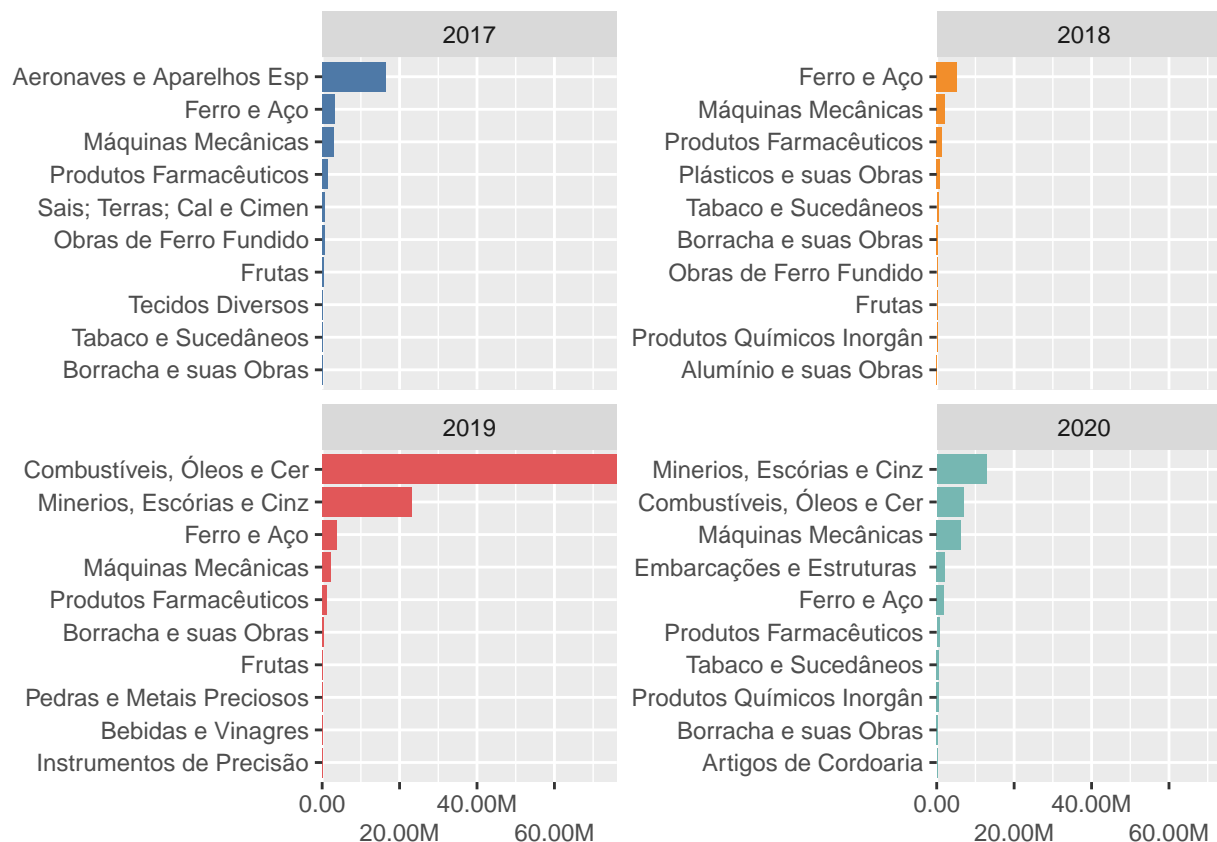 2017
Aeronaves e Aparelhos Esp
Ferro e Aço
Máquinas Mecânicas
Produtos Farmacêuticos
Sais; Terras; Cal e Cimen
Obras de Ferro Fundido
Frutas
Tecidos Diversos
Tabaco e Sucedâneos
Borracha e suas Obras
2018
Ferro e Aço
Máquinas Mecânicas
Produtos Farmacêuticos
Plásticos e suas Obras
Tabaco e Sucedâneos
Borracha e suas Obras
Obras de Ferro Fundido
Frutas
Produtos Químicos Inorgân
Alumínio e suas Obras
2019
Combustíveis, Óleos e Cer
Minerios, Escórias e Cinz
Ferro e Aço
Máquinas Mecânicas
Produtos Farmacêuticos
Borracha e suas Obras
Frutas
Pedras e Metais Preciosos
Bebidas e Vinagres
Instrumentos de Precisão
0.00 40.00M
20.00M 60.00M
2020
Minerios, Escórias e Cinz
Combustíveis, Óleos e Cer
Máquinas Mecânicas
Embarcações e Estruturas
Ferro e Aço
Produtos Farmacêuticos
Tabaco e Sucedâneos
Produtos Químicos Inorgân
Borracha e suas Obras
Artigos de Cordoaria
0.00 40.00M
20.00M 60.00M